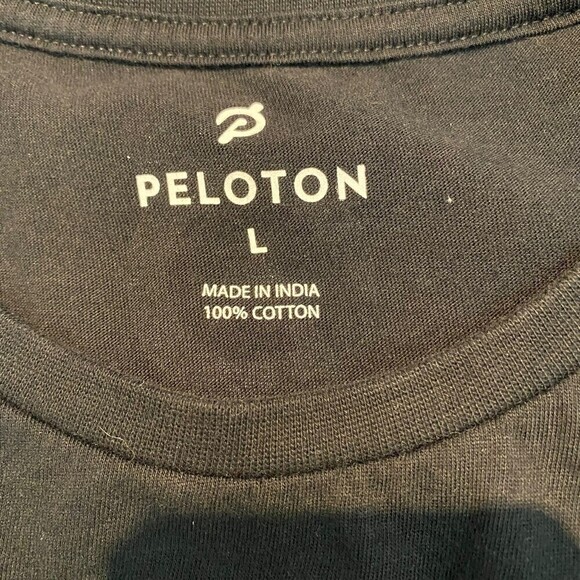 PELOTON
L
MADE IN INDIA
100% COTTON